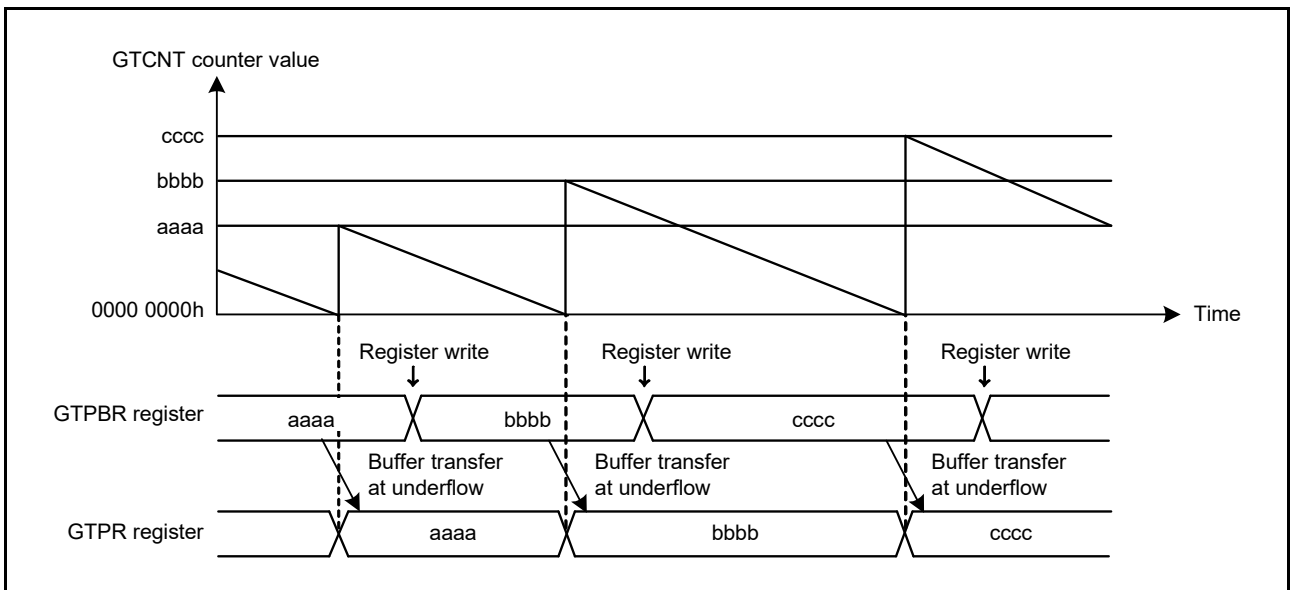 GTCNT counter value
cccc
bbbb
aaaa
0000 0000h
Time
Register write
Register write
Register write
GTPBR register
aaaa
bbbb
cccc
Buffer transfer
at underflow
Buffer transfer
at underflow
Buffer transfer
at underflow
GTPR register
aaaa
bbbb
cccc